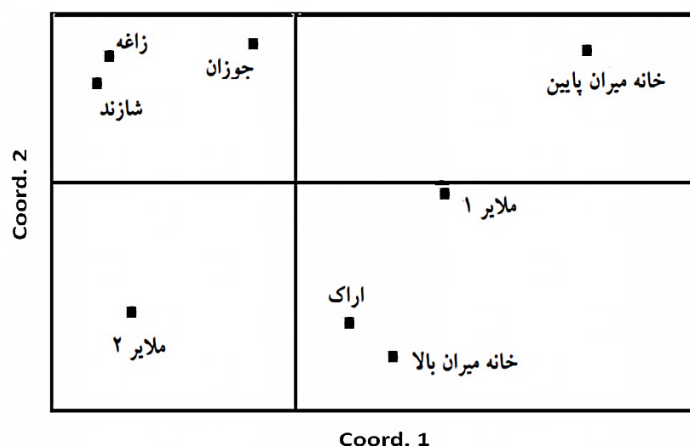 زاغه
جوزان
خانه میران پایین
شازند
ملایر ۱
اراک
ملایر ۲
خانه میران بالا
Coord. 2
Coord. 1